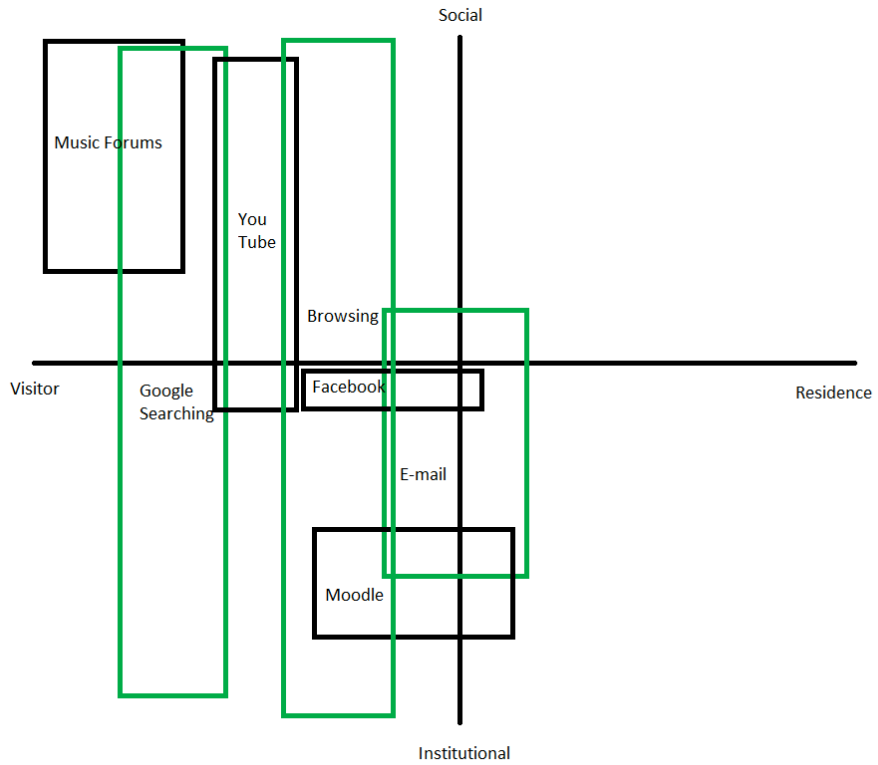 Social
Music Forums
You
Tube
Browsing
Visitor
Google
Searching
Facebook
Residence
E-mail
Moodle
Institutional